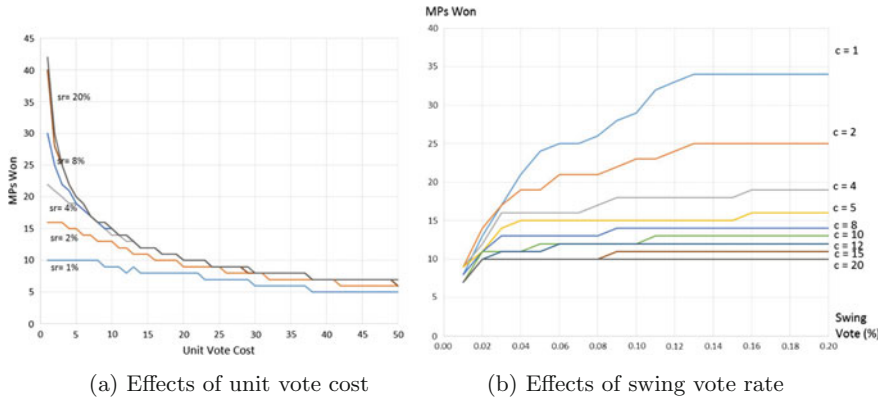 MPs Won
45
40
35
30
25
20
15
10
5
0
MPs Won
sr= 20%
sr= 8%
sr= 4%
sr= 2%
sr= 1%
0 5 10 15 20 25 30 35 40 45 50
Unit Vote Cost
(a) Effects of unit vote cost
MPs Won
40
35
30
25
20
15
10
5
0
c = 1
c = 2
c = 4
c = 5
c = 8
c = 10
c = 12
c = 15
c = 20
Swing
Vote (%)
0.00 0.02 0.04 0.06 0.08 0.10 0.12 0.14 0.16 0.18 0.20
(b) Effects of swing vote rate